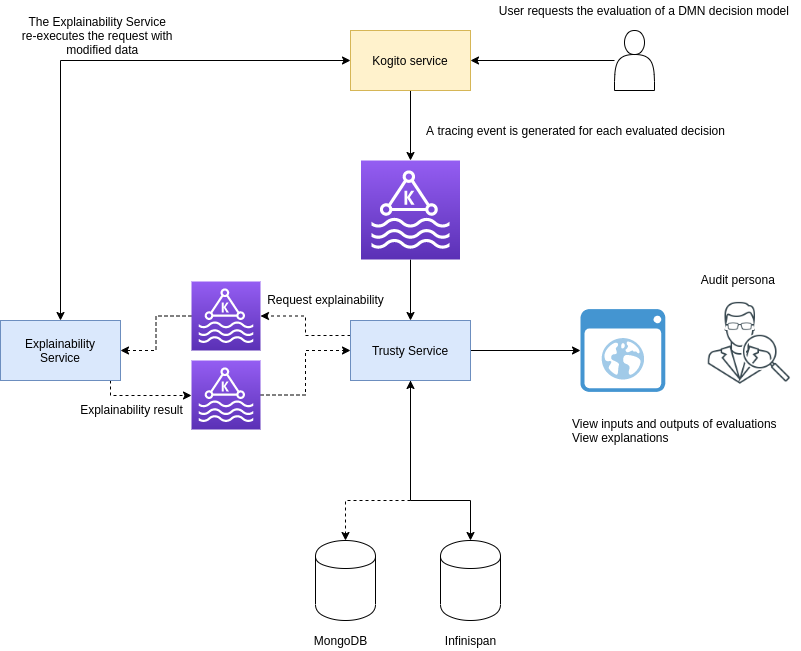 User requests the evaluation of a DMN decision model
The Explainability Service
re-executes the request with
modified data
Kogito service
A tracing event is generated for each evaluated decision
K
Audit persona
Request explainability
K
Explainability
Service
Trusty Service
K
Explainability result
View inputs and outputs of evaluations
View explanations
MongoDB
Infinispan